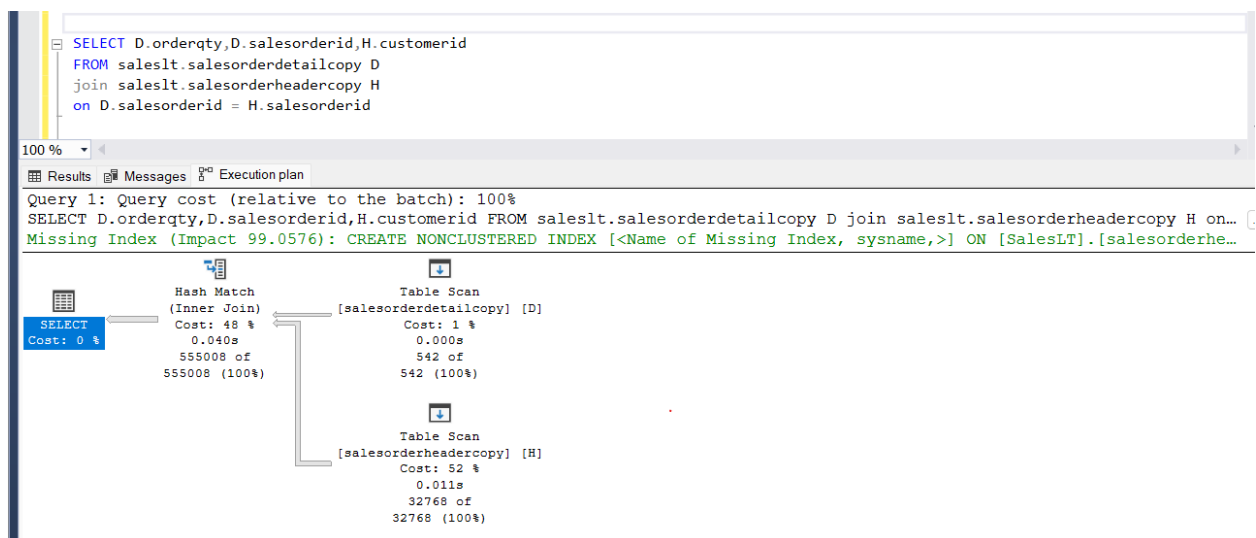 SELECT D.orderqty,D.salesorderid,H.customerid
FROM saleslt.salesorderdetailcopy D
join saleslt.salesorderheadercopy H
on D.salesorderid = H.salesorderid
100 %
Results Messages Execution plan
Query 1: Query cost (relative to the batch): 100%
SELECT D.orderqty,D.salesorderid,H.customerid FROM saleslt.salesorderdetailcopy D join saleslt.salesorderheadercopy H on…
Missing Index (Impact 99.0576): CREATE NONCLUSTERED INDEX [<Name of Missing Index, sysname,>] ON [SalesLT].[salesorderhe…
SELECT
Cost: 0 %
Hash Match
(Inner Join)
Cost: 48 %
0.040s
555008 of
555008 (100%)
Table Scan
[salesorderdetailcopy] [D]
Cost: 1 %
0.000s
542 of
542 (100%)
Table Scan
[salesorderheadercopy] [H]
Cost: 52 %
0.011s
32768 of
32768 (100%)